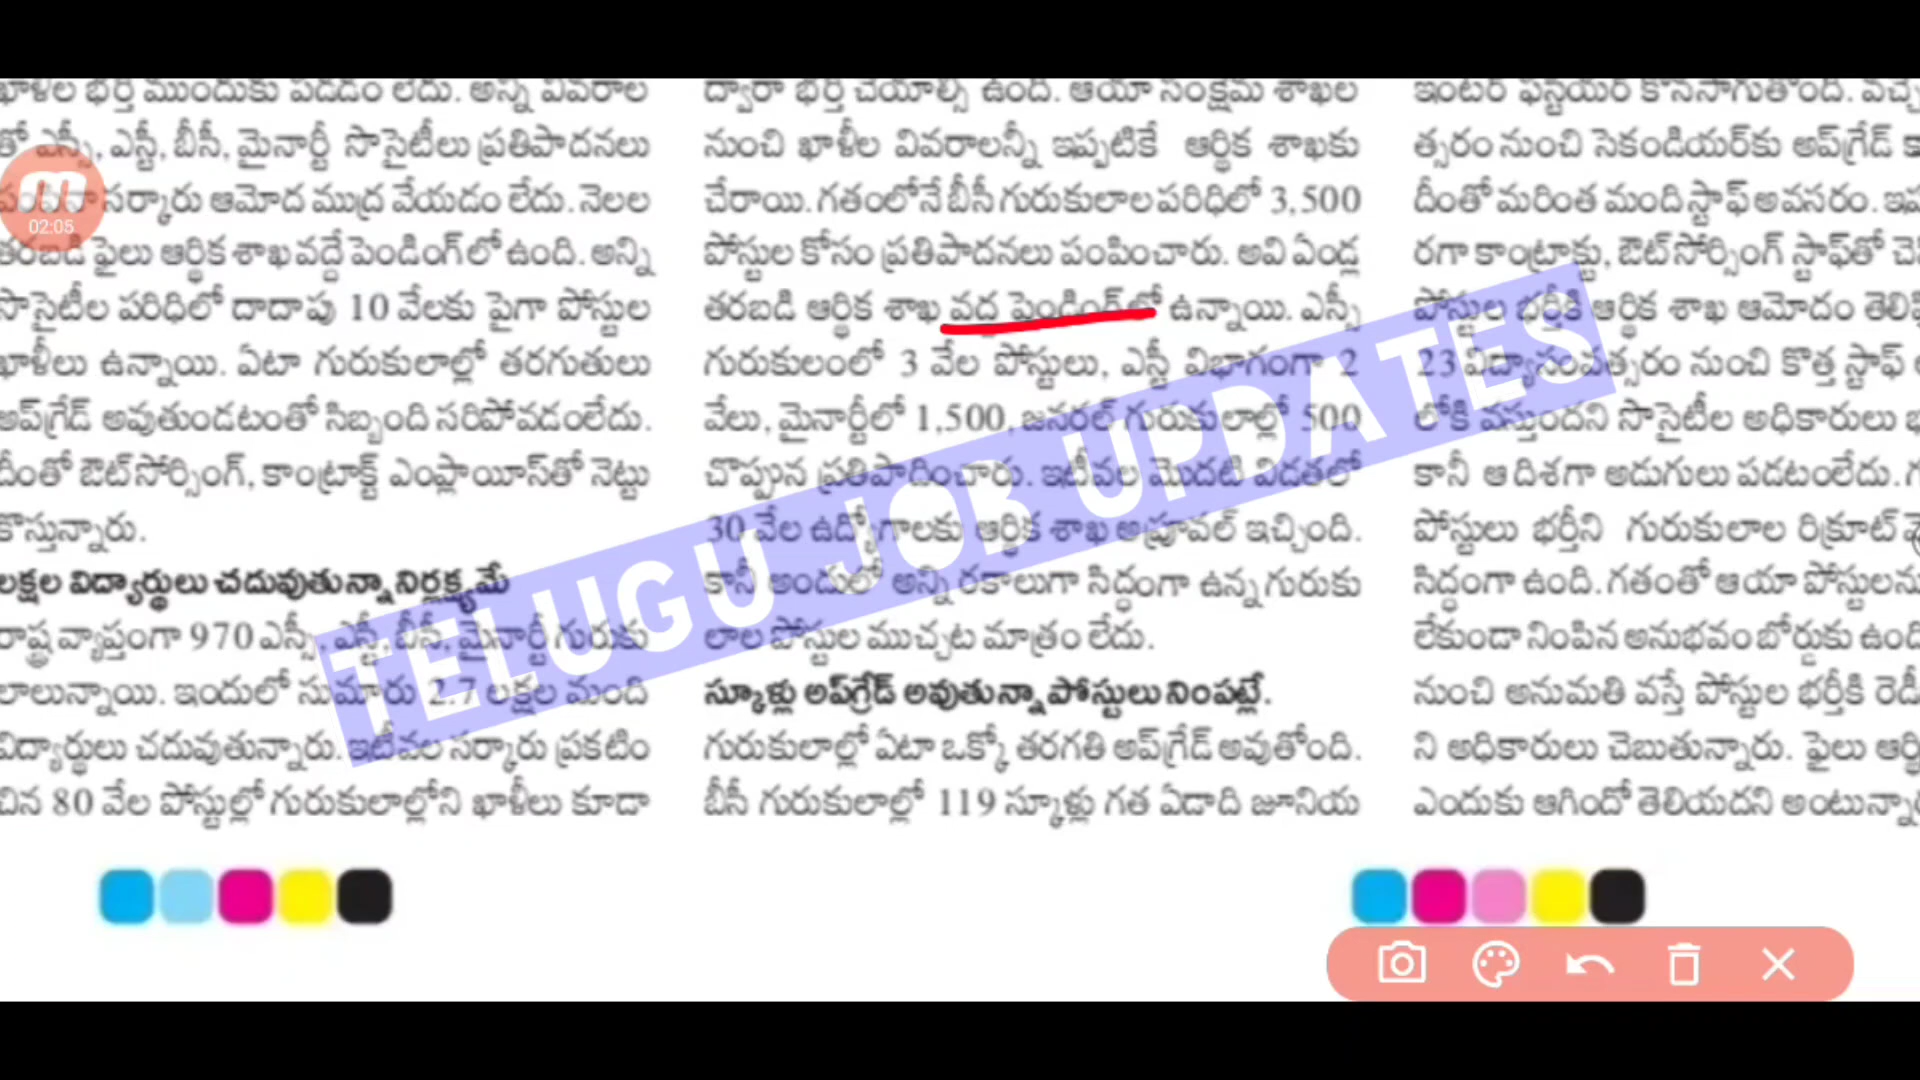 ఖాళీల భర్తీ ముందుకు పడడం లేదు. అన్ని వివరాల
తో ఎస్సీ, ఎస్టీ, బీసీ, మైనార్టీ సొసైటీలు ప్రతిపాదనలు
సర్కారు ఆమోద ముద్ర వేయడం లేదు. నెలల
తరబడి ఫైలు ఆర్థిక శాఖ వద్దే పెండింగ్‌లో ఉంది. అన్ని
సొసైటీల పరిధిలో దాదాపు 10 వేలకు పైగా పోస్టుల
ఖాళీలు ఉన్నాయి. ఏటా గురుకులాల్లో తరగతులు
అప్‌గ్రేడ్ అవుతుండటంతో సిబ్బంది సరిపోవడంలేదు.
దీంతో ఔట్ సోర్సింగ్, కాంట్రాక్ట్ ఎంప్లాయీస్‌తో నెట్టు
కొస్తున్నారు.
లక్షల విద్యార్థులు చదువుతున్నా నిర్లక్ష్యమే
రాష్ట్ర వ్యాప్తంగా 970 ఎస్సీ, ఎస్టీ, బీసీ, మైనార్టీ గురుకు
లాలున్నాయి. ఇందులో సుమారు 2.7 లక్షల మంది
విద్యార్థులు చదువుతున్నారు. ఇటీవల సర్కారు ప్రకటిం
చిన 80 వేల పోస్టుల్లో గురుకులాల్లోని ఖాళీలు కూడా
ద్వారా భర్తీ చేయాల్సి ఉంది. ఆయా సంక్షేమ శాఖల
నుంచి ఖాళీల వివరాలన్నీ ఇప్పటికే ఆర్థిక శాఖకు
చేరాయి. గతంలోనే బీసీ గురుకులాల పరిధిలో 3,500
పోస్టుల కోసం ప్రతిపాదనలు పంపించారు. అవి ఏండ్ల
తరబడి ఆర్థిక శాఖ వద్ద పెండింగ్‌లో ఉన్నాయి. ఎస్సీ
గురుకులంలో 3 వేల పోస్టులు, ఎస్టీ విభాగంగా 2
వేలు, మైనార్టీలో 1,500, జనరల్ గురుకులాల్లో 500
చొప్పున ప్రతిపాదించారు. ఇటీవల మొదటి విడతలో
30 వేల ఉద్యోగాలకు ఆర్థిక శాఖ అప్రూవల్ ఇచ్చింది.
కానీ అందులో అన్ని రకాలుగా సిద్ధంగా ఉన్న గురుకు
లాల పోస్టుల ముచ్చట మాత్రం లేదు.
స్కూళ్లు అప్‌గ్రేడ్ అవుతున్నా పోస్టులు నింపట్లే.
గురుకులాల్లో ఏటా ఒక్కో తరగతి అప్‌గ్రేడ్ అవుతోంది.
బీసీ గురుకులాల్లో 119 స్కూళ్లు గత ఏడాది జూనియ
ఇంటర్ ఫస్టియర్ కొనసాగుతోంది.
త్సరం నుంచి సెకండియర్‌కు అప్‌గ్రేడ్
దీంతో మరింత మంది స్టాఫ్ అవసరం.
రగా కాంట్రాక్టు, ఔట్ సోర్సింగ్ స్టాఫ్‌తో
పోస్టుల భర్తీకి ఆర్థిక శాఖ ఆమోదం
23 విద్యాసంవత్సరం నుంచి కొత్త స్టాఫ్
లోకి వస్తుందని సొసైటీల అధికారులు
కానీ ఆ దిశగా అడుగులు పడటంలేదు.
పోస్టులు భర్తీని గురుకులాల రిక్రూట్
సిద్ధంగా ఉంది. గతంతో ఆయా పోస్టులను
లేకుండా నింపిన అనుభవం బోర్డుకు ఉంది
నుంచి అనుమతి వస్తే పోస్టుల భర్తీకి రెడీ
ని అధికారులు చెబుతున్నారు. ఫైలు
ఎందుకు ఆగిందో తెలియదని
TELUGU JOB UPDATES
02:05